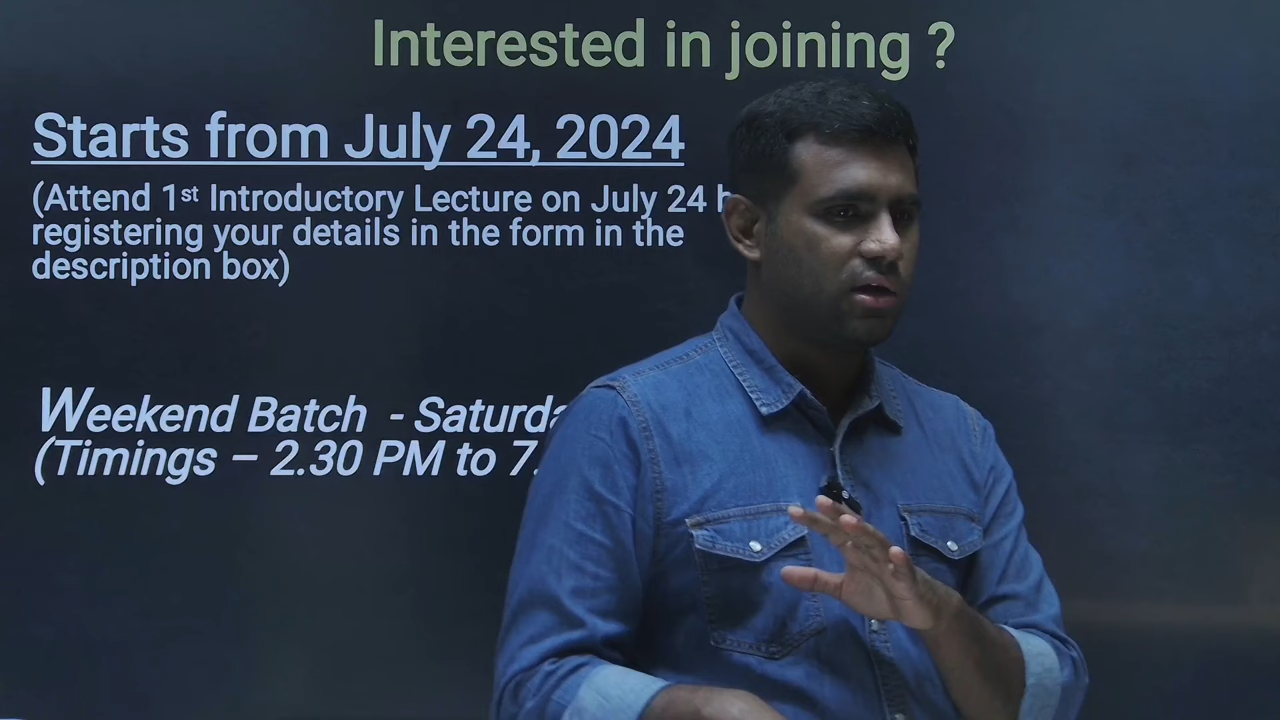 Interested in joining ?
Starts from July 24, 2024
(Attend 1st Introductory Lecture on July 24
registering your details in the form in the
description box)
Weekend Batch - Saturda
(Timings – 2.30 PM to 7.